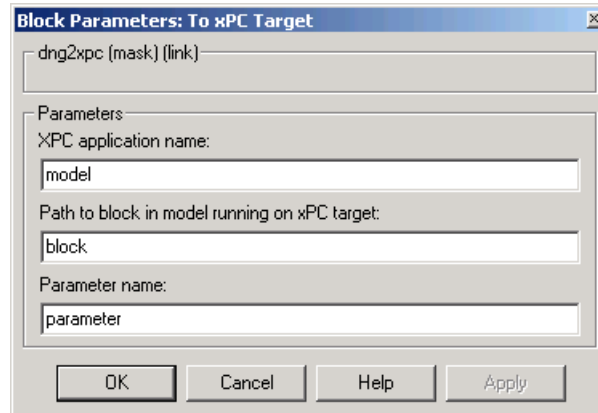 Block Parameters: To xPC Target
dng2xpc (mask) (link)
Parameters
XPC application name:
model
Path to block in model running on xPC target:
block
Parameter name:
parameter
OK Cancel Help Apply